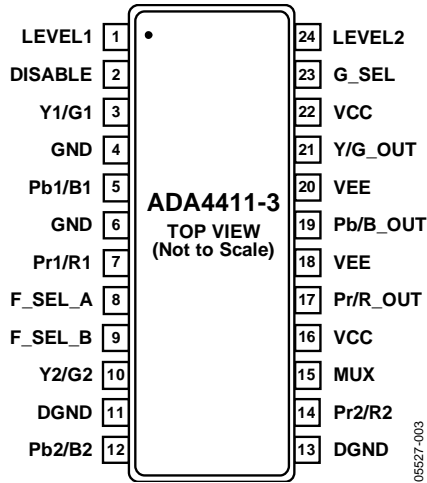 LEVEL1 1 24 LEVEL2
DISABLE 2 23 G_SEL
Y1/G1 3 22 VCC
GND 4 21 Y/G_OUT
Pb1/B1 5 20 VEE
ADA4411-3
GND 6 19 Pb/B_OUT
TOP VIEW
(Not to Scale)
Pr1/R1 7 18 VEE
F_SEL_A 8 17 Pr/R_OUT
F_SEL_B 9 16 VCC
Y2/G2 10 15 MUX
DGND 11 14 Pr2/R2
Pb2/B2 12 13 DGND
05527-003